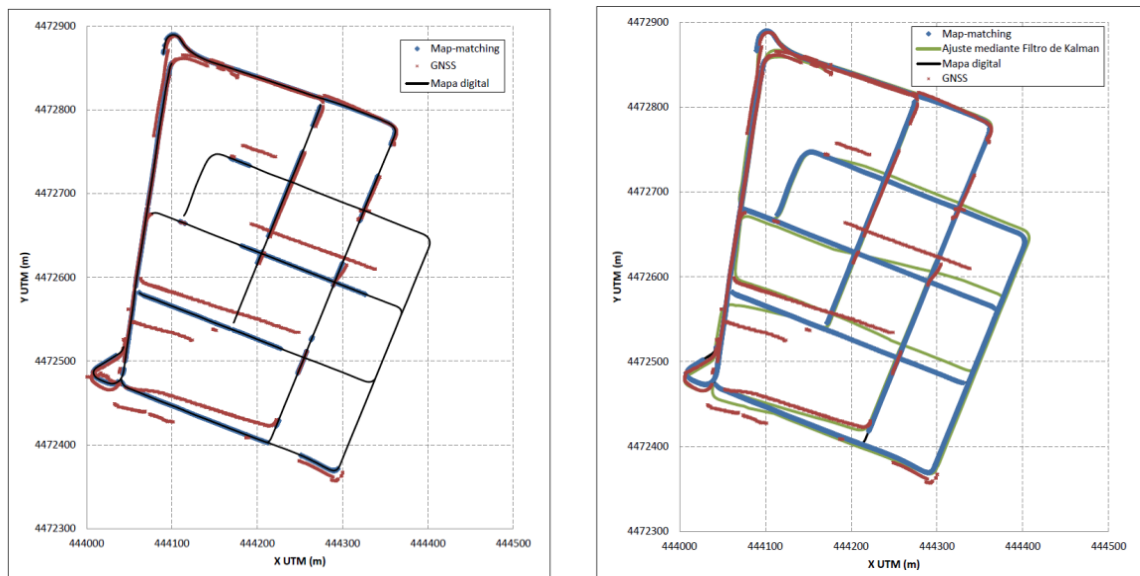 4472900
4472800
4472700
4472600
4472500
4472400
4472300
444000 444100 444200 444300 444400 444500
Y UTM (m)
X UTM (m)
Map-matching
GNSS
Mapa digital
4472900
4472800
4472700
4472600
4472500
4472400
4472300
444000 444100 444200 444300 444400 444500
Y UTM (m)
X UTM (m)
Map-matching
Ajuste mediante Filtro de Kalman
Mapa digital
GNSS